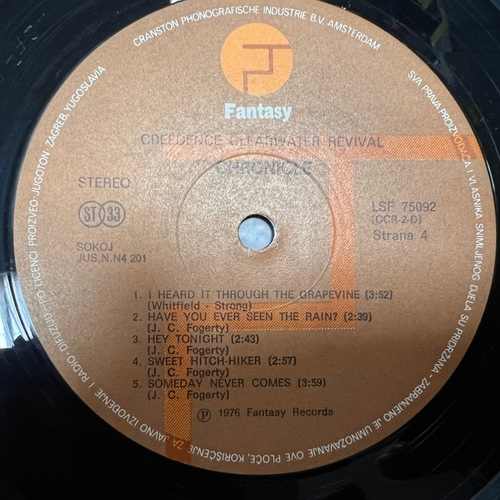 CRANSTON PHONOGRAFISCHE INDUSTRIE B.V. AMSTERDAM
Fantasy
CREEDENCE CLEARWATER REVIVAL
CHRONICLE
STEREO
ST 33
SOKOJ
JUS.N.N4 201
LSF 75092
(CCR-2-D)
Strana 4
1. I HEARD IT THROUGH THE GRAPEVINE (3:52)
(Whitfield - Strong)
2. HAVE YOU EVER SEEN THE RAIN? (2:39)
(J. C. Fogerty)
3. HEY TONIGHT (2:43)
(J. C. Fogerty)
4. SWEET HITCH-HIKER (2:57)
(J. C. Fogerty)
5. SOMEDAY NEVER COMES (3:59)
(J. C. Fogerty)
℗ 1976 Fantasy Records
SVA PRAVA PROIZVOĐAČA I VLASNIKA SNIMLJENOG DJELA SU PRIDRŽANA - ZABRANJENO JE UMNOŽAVANJE OVE PLOČE, KORIŠĆENJE ZA JAVNO IZVOĐENJE I RADIO-DIFUZIJU
PO LICENCI PROIZVEO JUGOTON ZAGREB-YUGOSLAVIA